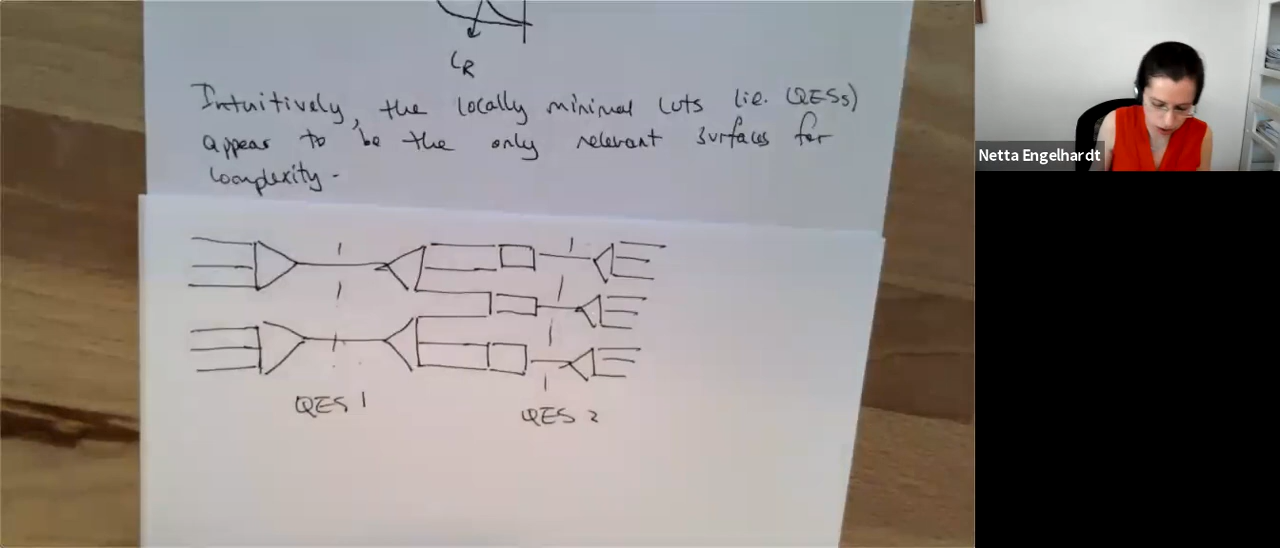 LR
Intuitively, the locally minimal cuts (i.e. QESs)
appear to be the only relevant surfaces for
complexity.
QES 1
QES 2
Netta Engelhardt